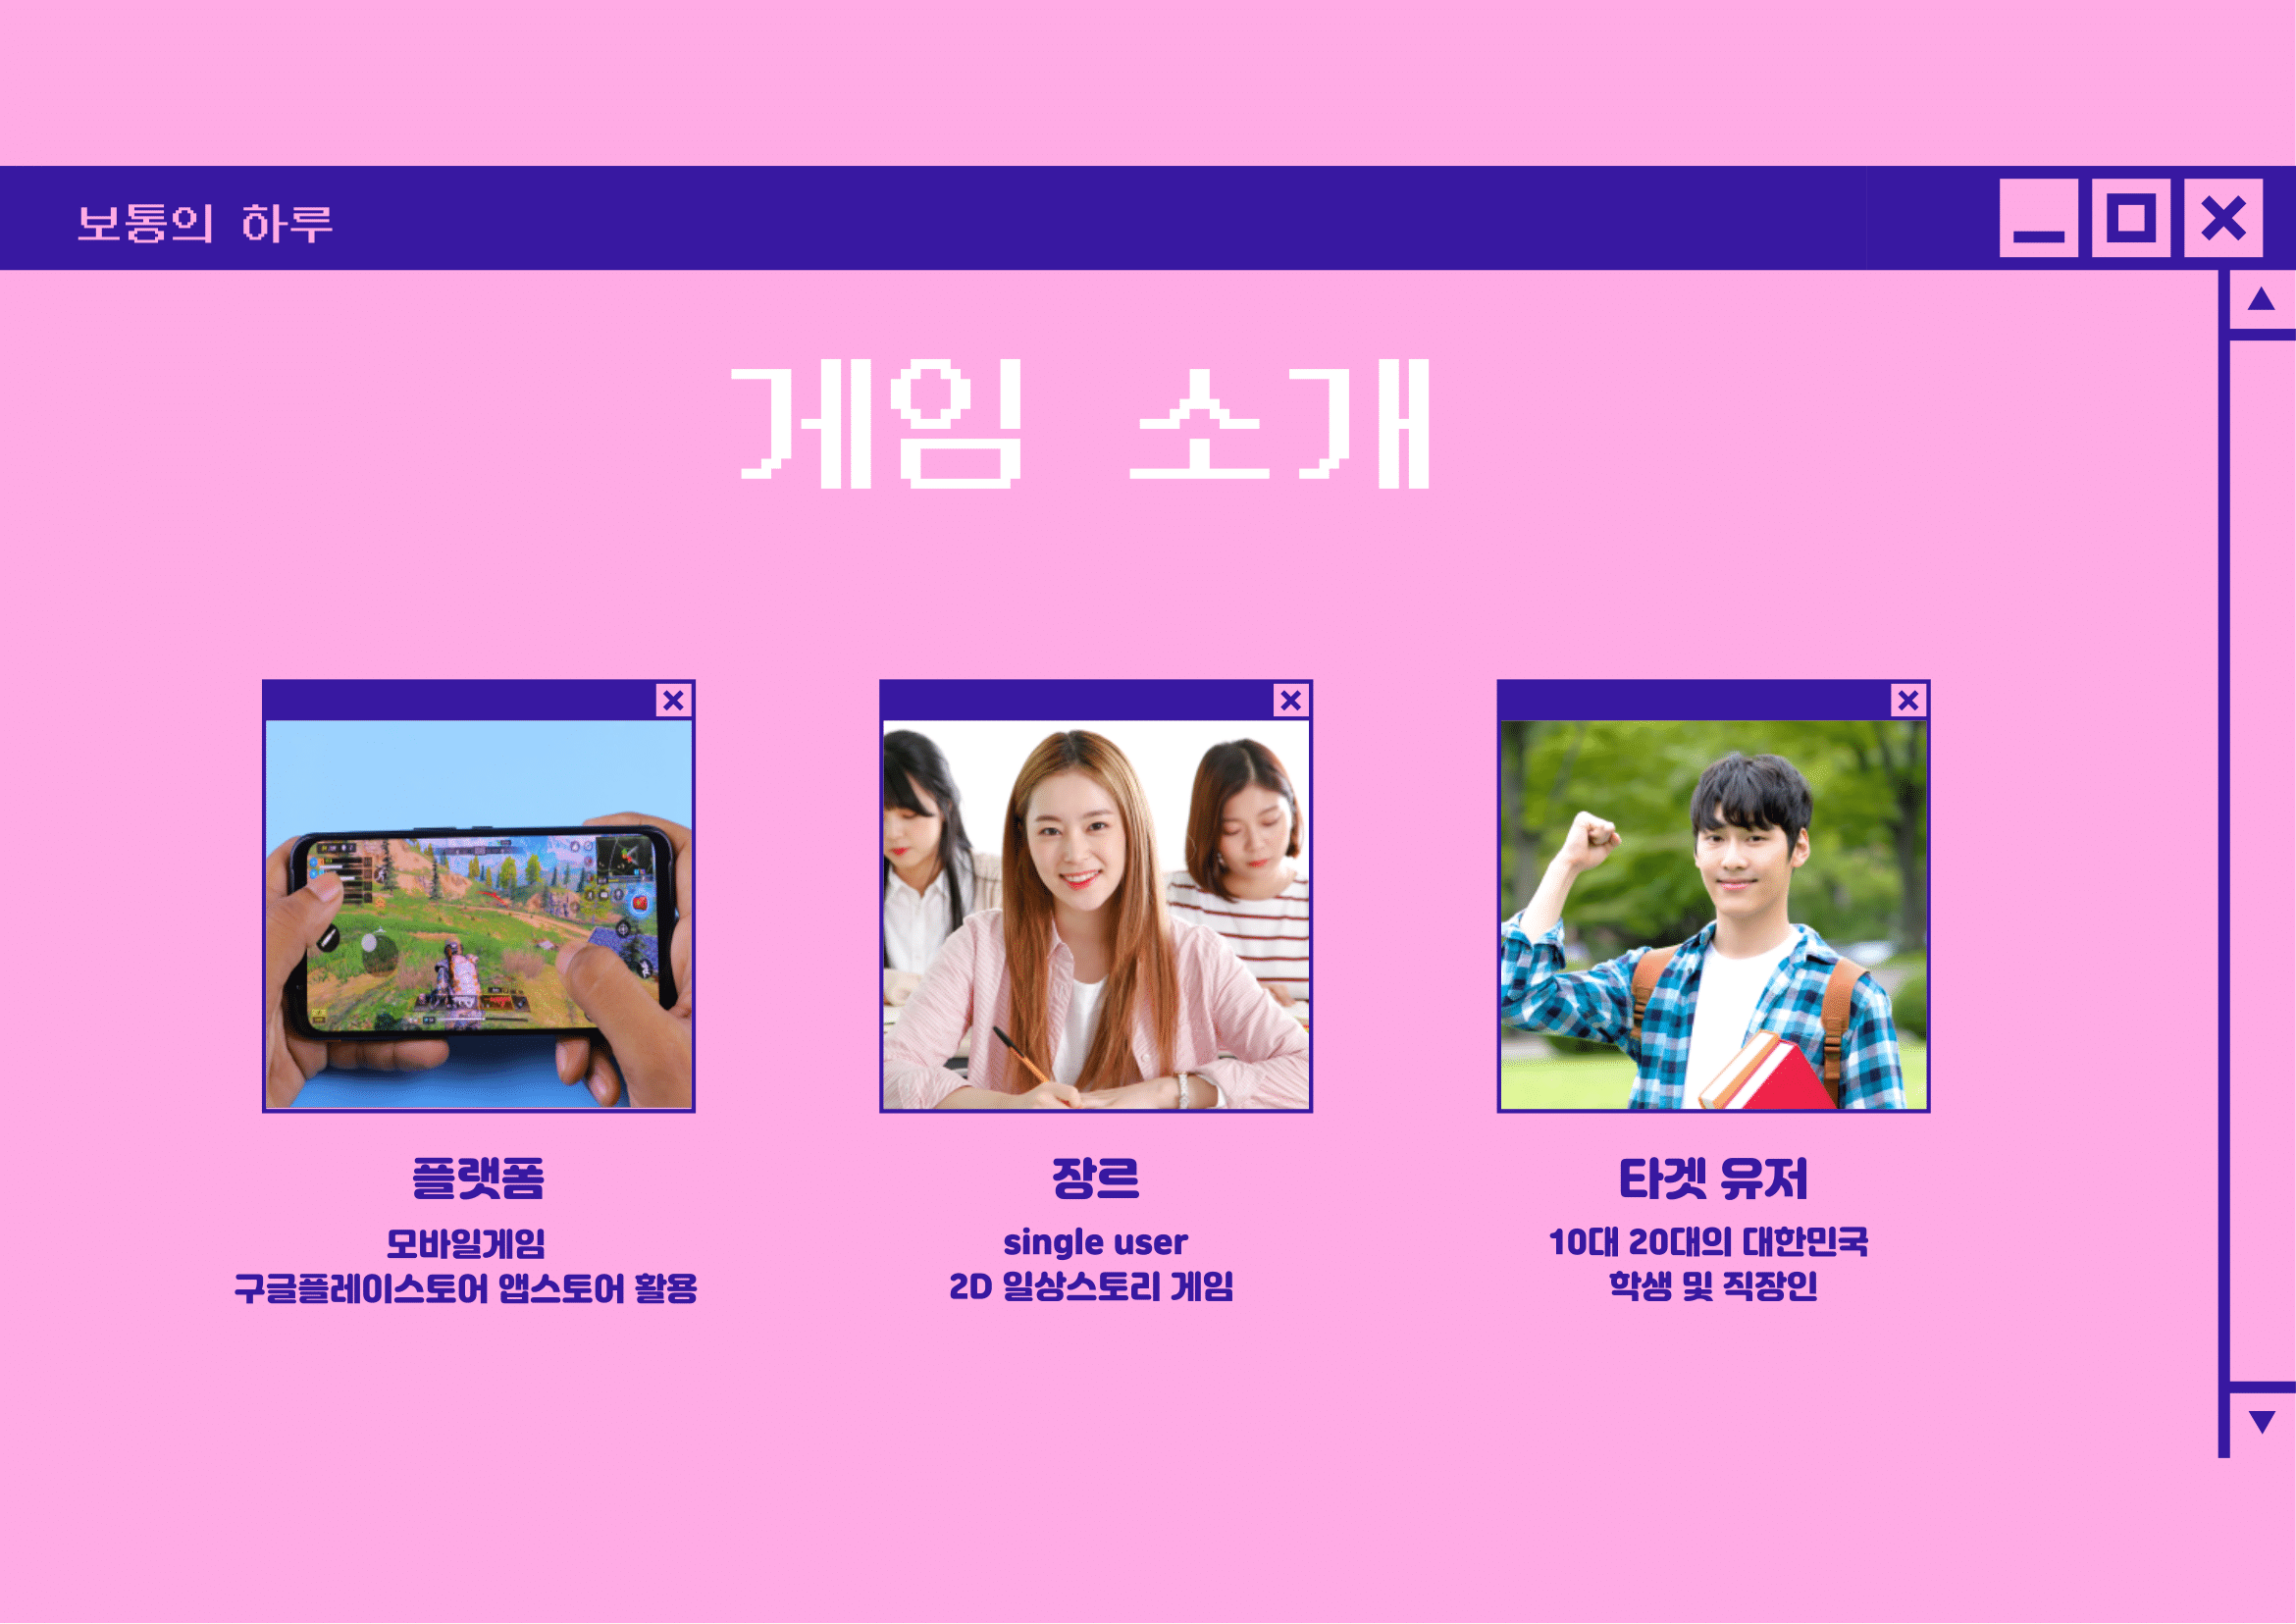 보통의 하루
게임 소개
플랫폼
모바일게임
구글플레이스토어 앱스토어 활용
장르
single user
2D 일상스토리 게임
타겟 유저
10대 20대의 대한민국
학생 및 직장인